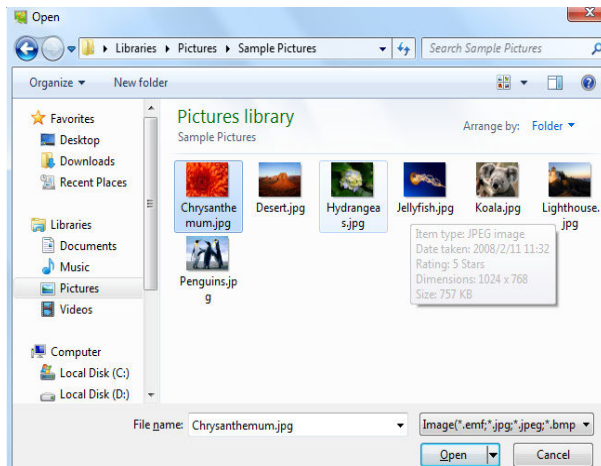 Open
Libraries Pictures Sample Pictures
Search Sample Pictures
Organize New folder
Favorites
Desktop
Downloads
Recent Places
Libraries
Documents
Music
Pictures
Videos
Computer
Local Disk (C:)
Local Disk (D:)
Pictures library
Sample Pictures
Arrange by: Folder
Chrysanthe
mum.jpg
Desert.jpg
Hydrangea
s.jpg
Jellyfish.jpg
Koala.jpg
Lighthouse.
jpg
Penguins.jp
g
Item type: JPEG image
Date taken: 2008/2/11 11:32
Rating: 5 Stars
Dimensions: 1024 x 768
Size: 757 KB
File name: Chrysanthemum.jpg
Image(*.emf;*.jpg;*.jpeg;*.bmp
Open Cancel